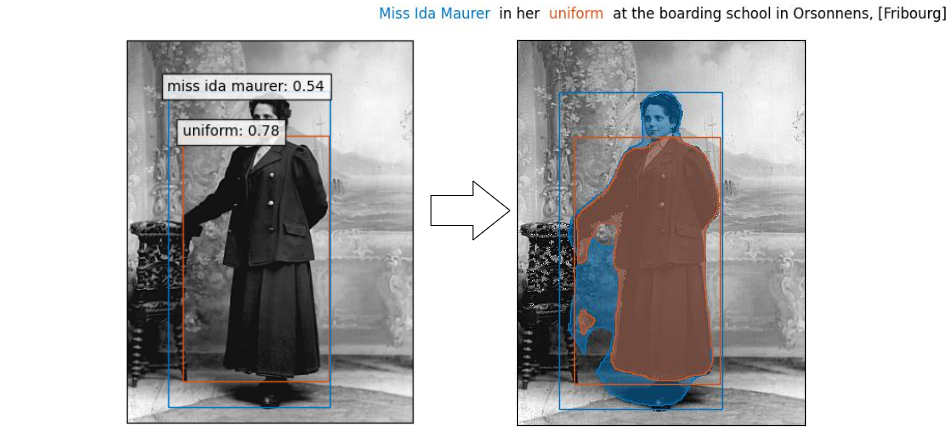 Miss Ida Maurer in her uniform at the boarding school in Orsonnens, [Fribourg]
miss ida maurer: 0.54
uniform: 0.78